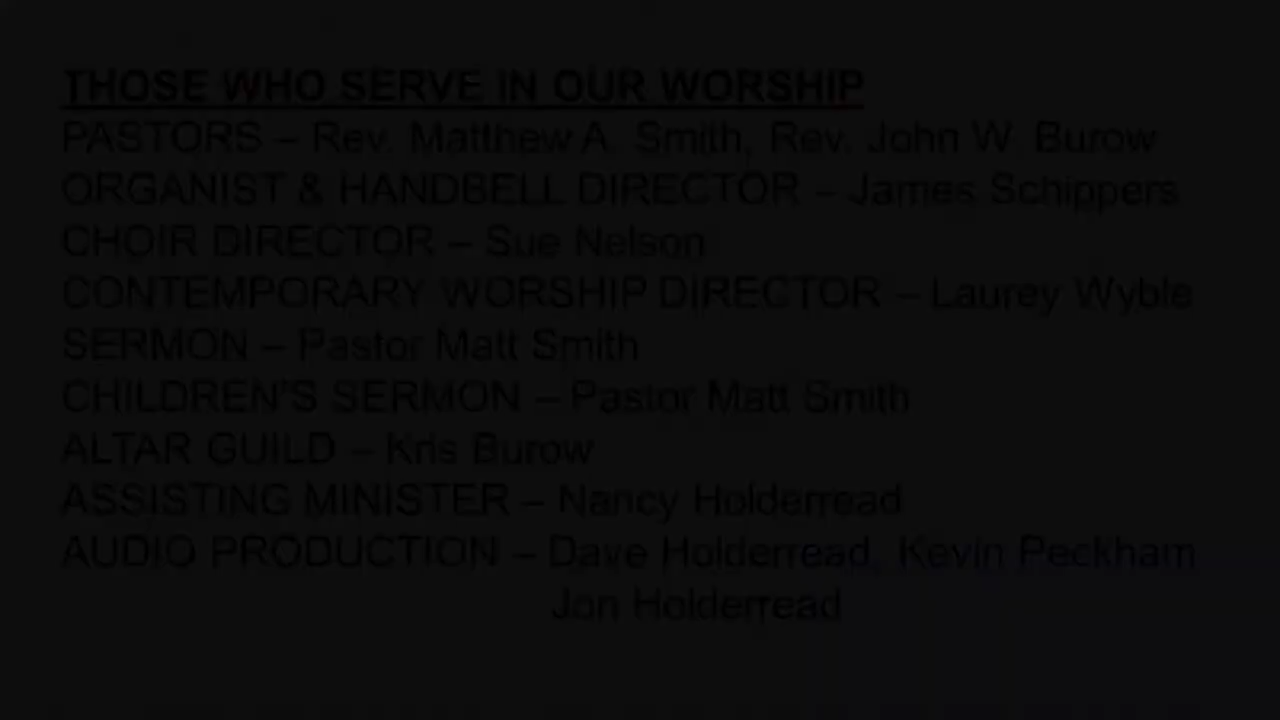 THOSE WHO SERVE IN OUR WORSHIP
PASTORS – Rev. Matthew A. Smith, Rev. John W. Burow
ORGANIST & HANDBELL DIRECTOR – James Schippers
CHOIR DIRECTOR – Sue Nelson
CONTEMPORARY WORSHIP DIRECTOR – Laurey Wyble
SERMON – Pastor Matt Smith
CHILDREN'S SERMON – Pastor Matt Smith
ALTAR GUILD – Kris Burow
ASSISTING MINISTER – Nancy Holderread
AUDIO PRODUCTION – Dave Holderread, Kevin Peckham
Jon Holderread